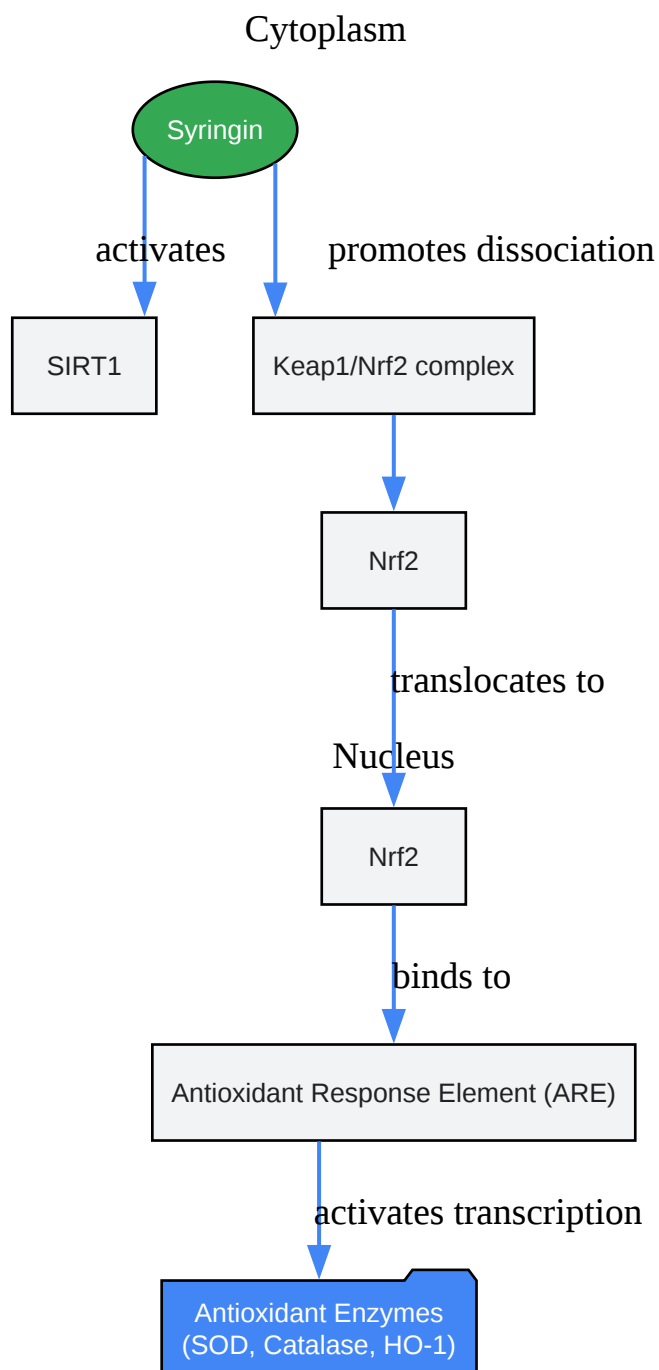 Cytoplasm
Syringin
activates
promotes dissociation
SIRT1
Keap1/Nrf2 complex
Nrf2
translocates to
Nucleus
Nrf2
binds to
Antioxidant Response Element (ARE)
activates transcription
Antioxidant Enzymes
(SOD, Catalase, HO-1)